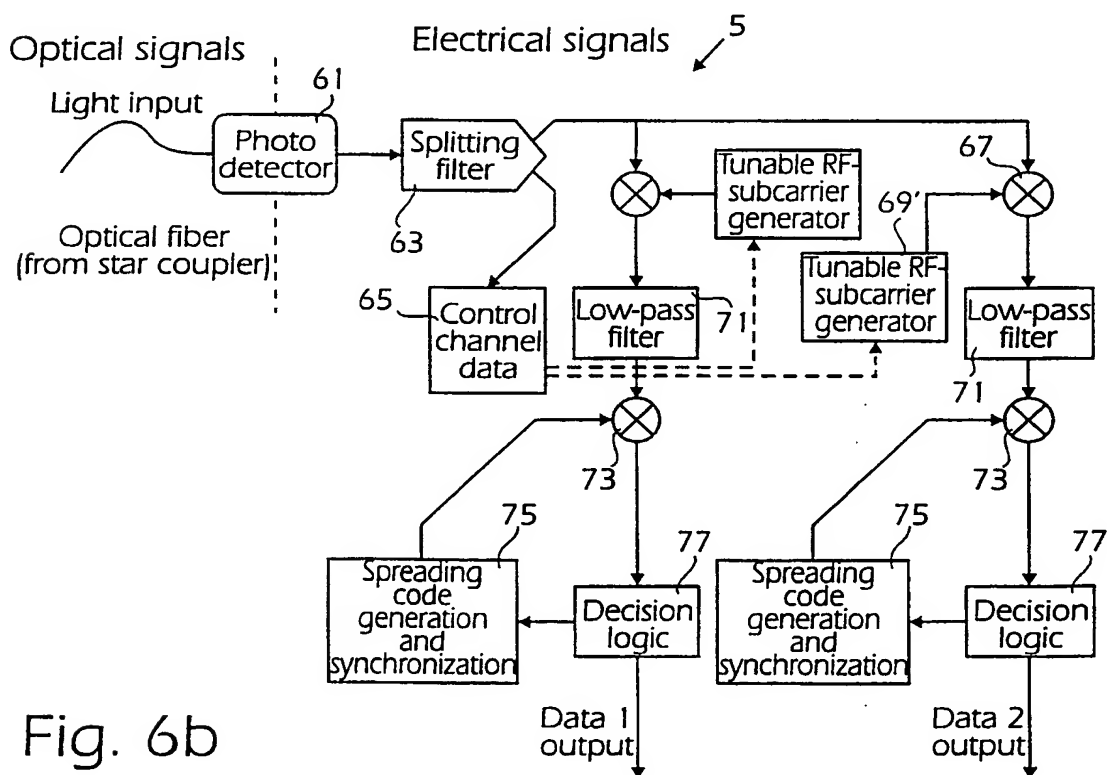 Optical signals
Electrical signals
5
Light input
61
Photo
detector
Splitting
filter
63
Optical fiber
(from star coupler)
Tunable RF-
subcarrier
generator
67
69'
Tunable RF-
subcarrier
generator
65
Control
channel
data
Low-pass
filter
71
Low-pass
filter
71
73
73
75
Spreading
code
generation
and
synchronization
77
Decision
logic
75
Spreading
code
generation
and
synchronization
77
Decision
logic
Data 1
output
Data 2
output
Fig. 6b